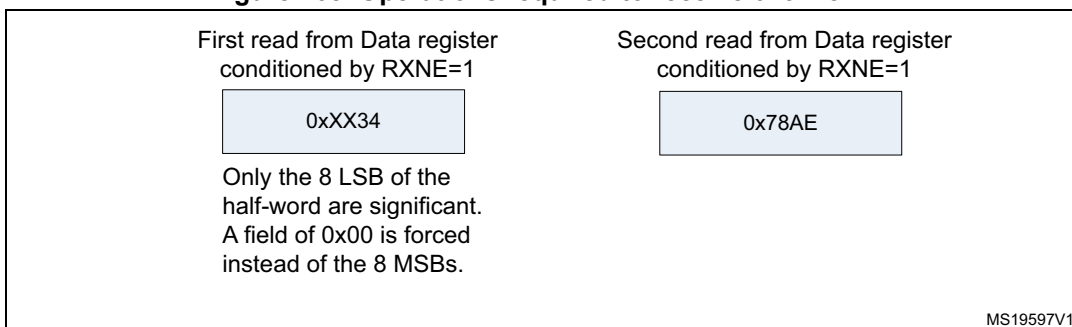 First read from Data register
conditioned by RXNE=1
0xXX34
Only the 8 LSB of the
half-word are significant.
A field of 0x00 is forced
instead of the 8 MSBs.
Second read from Data register
conditioned by RXNE=1
0x78AE
MS19597V1